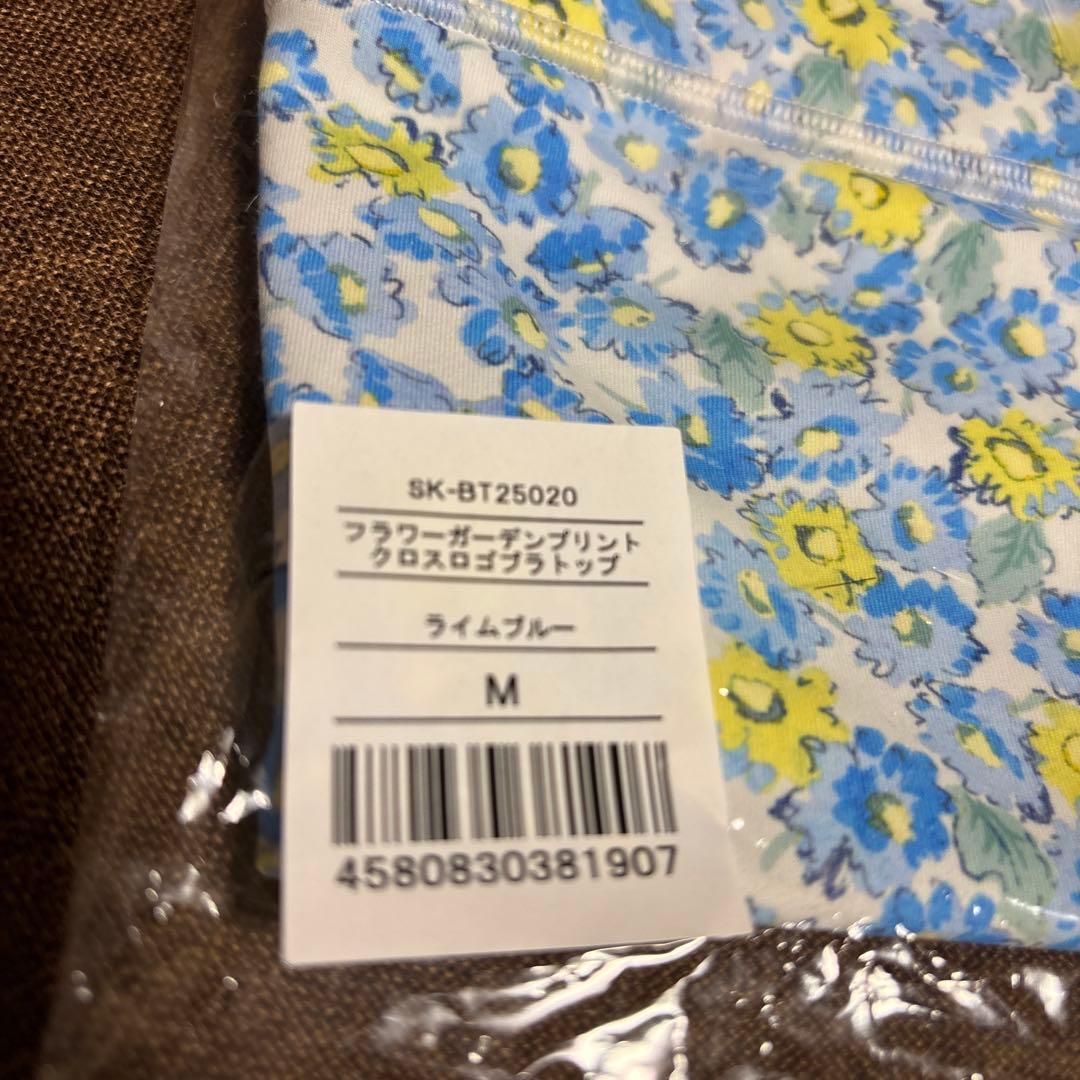 SK-BT25020
フラワーガーデンプリント
クロスロゴブラトップ
ライムブルー
M
4580830381907